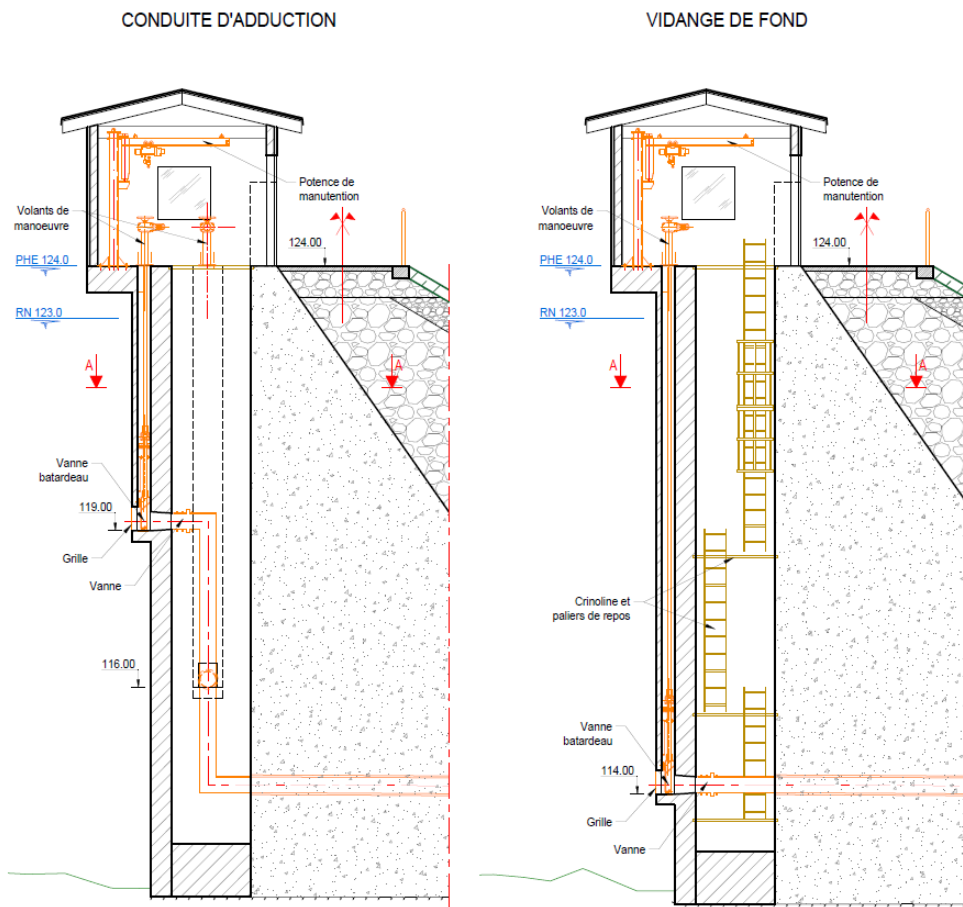 CONDUITE D'ADDUCTION
VIDANGE DE FOND
Potence de
manutention
Volants de
manoeuvre
124.00
PHE 124.0
RN 123.0
A
A
Vanne
batardeau
119.00
Grille
Vanne
116.00
Potence de
manutention
Volants de
manoeuvre
124.00
PHE 124.0
RN 123.0
A
A
Crinoline et
paliers de repos
Vanne
batardeau
114.00
Grille
Vanne